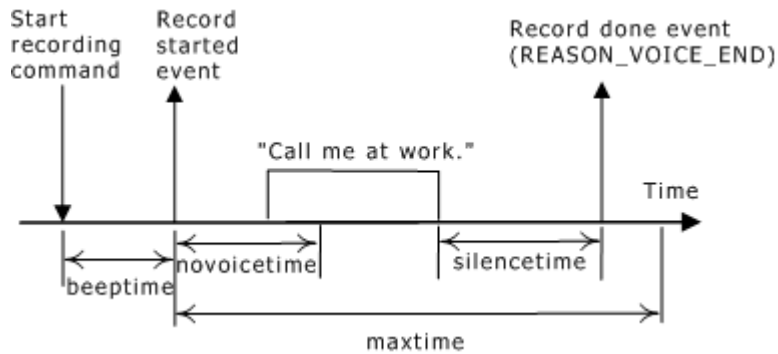 Start
recording
command
Record
started
event
Record done event
(REASON_VOICE_END)
"Call me at work."
Time
novoicetime
silencetime
beeptime
maxtime